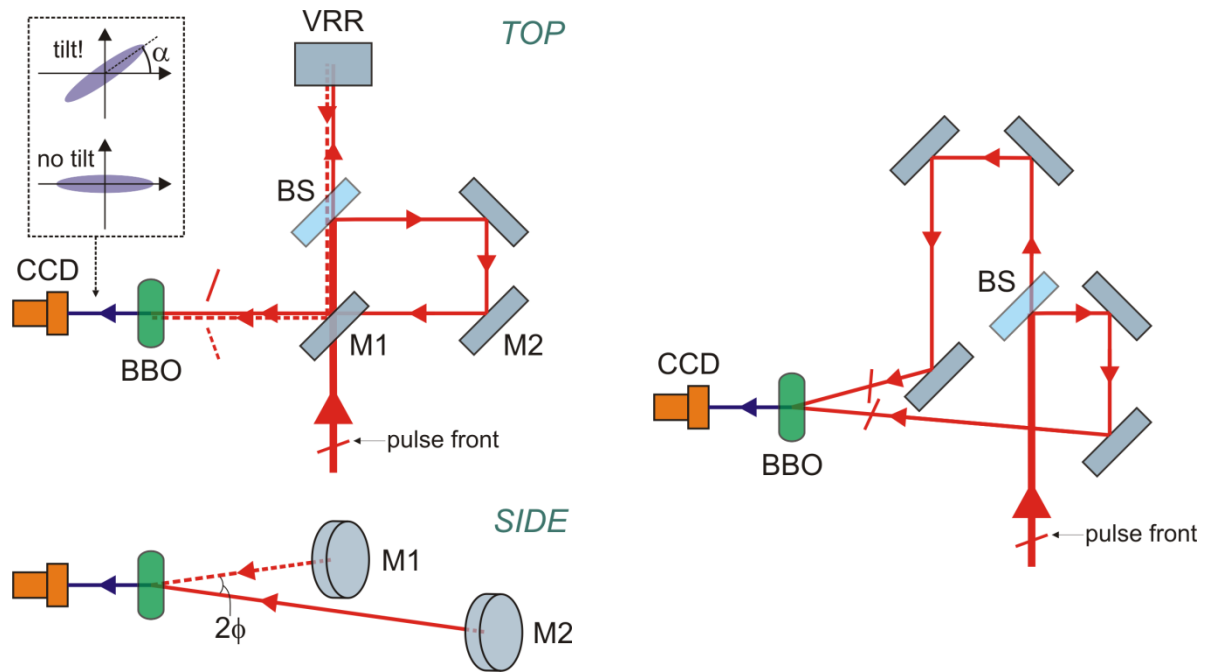 VRR
TOP
tilt!
α
no tilt
BS
CCD
M1
M2
BBO
pulse front
SIDE
M1
2ϕ
M2
BS
CCD
BBO
pulse front